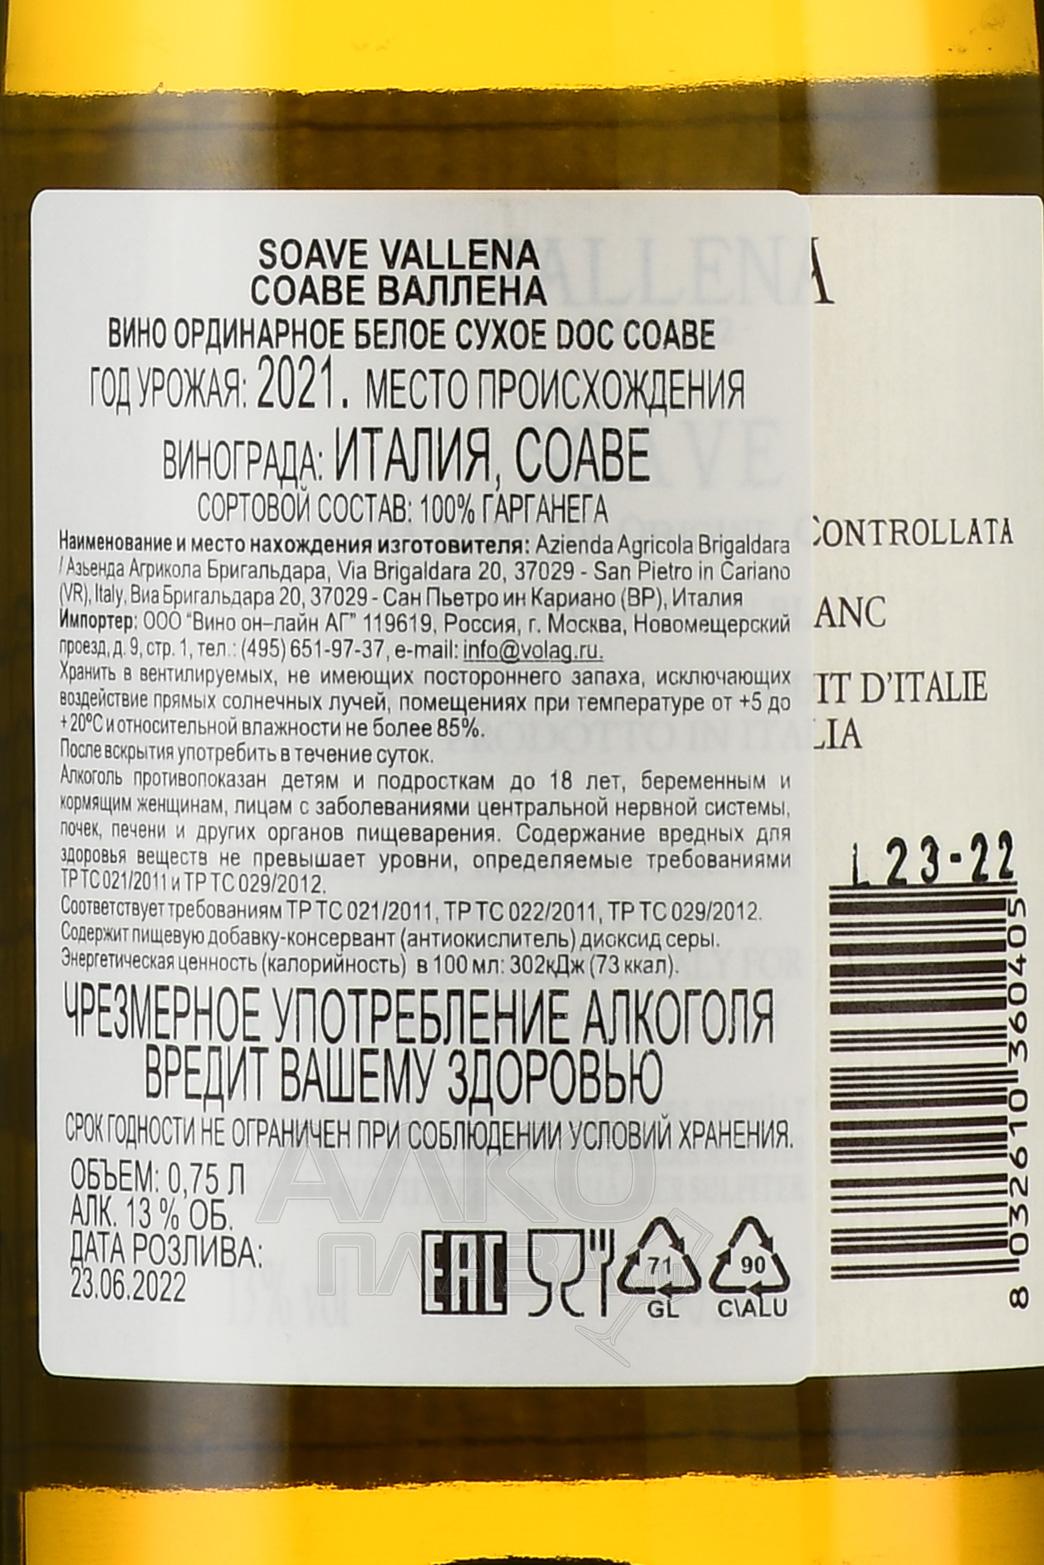 SOAVE VALLENA
СОАВЕ ВАЛЛЕНА
ВИНО ОРДИНАРНОЕ БЕЛОЕ СУХОЕ DOC СОАВЕ
ГОД УРОЖАЯ: 2021. МЕСТО ПРОИСХОЖДЕНИЯ
ВИНОГРАДА: ИТАЛИЯ, СОАВЕ
СОРТОВОЙ СОСТАВ: 100% ГАРГАНЕГА
Наименование и место нахождения изготовителя: Azienda Agricola Brigaldara
/ Азьенда Агрикола Бригальдара, Via Brigaldara 20, 37029 - San Pietro in Cariano
(VR), Italy, Виа Бригальдара 20, 37029 - Сан Пьетро ин Кариано (ВР), Италия
Импортер: ООО "Вино он–лайн АГ" 119619, Россия, г. Москва, Новомещерский
проезд, д. 9, стр. 1, тел.: (495) 651-97-37, e-mail: info@volag.ru.
Хранить в вентилируемых, не имеющих постороннего запаха, исключающих
воздействие прямых солнечных лучей, помещениях при температуре от +5 до
+20ºС и относительной влажности не более 85%.
После вскрытия употребить в течение суток.
Алкоголь противопоказан детям и подросткам до 18 лет, беременным и
кормящим женщинам, лицам с заболеваниями центральной нервной системы,
почек, печени и других органов пищеварения. Содержание вредных для
здоровья веществ не превышает уровни, определяемые требованиями
ТР ТС 021/2011 и ТР ТС 029/2012.
Соответствует требованиям ТР ТС 021/2011, ТР ТС 022/2011, ТР ТС 029/2012.
Содержит пищевую добавку-консервант (антиокислитель) диоксид серы.
Энергетическая ценность (калорийность) в 100 мл: 302кДж (73 ккал).
ЧРЕЗМЕРНОЕ УПОТРЕБЛЕНИЕ АЛКОГОЛЯ
ВРЕДИТ ВАШЕМУ ЗДОРОВЬЮ
СРОК ГОДНОСТИ НЕ ОГРАНИЧЕН ПРИ СОБЛЮДЕНИИ УСЛОВИЙ ХРАНЕНИЯ.
ОБЪЕМ: 0,75 Л
АЛК. 13 % ОБ.
ДАТА РОЗЛИВА:
23.06.2022
EAC
71
GL
90
C\ALU
АЛКО
ПЛАЗА
VALLENA
CONTROLLATA
ANC
IT D'ITALIE
LIA
L 23-22
8 032610 360405